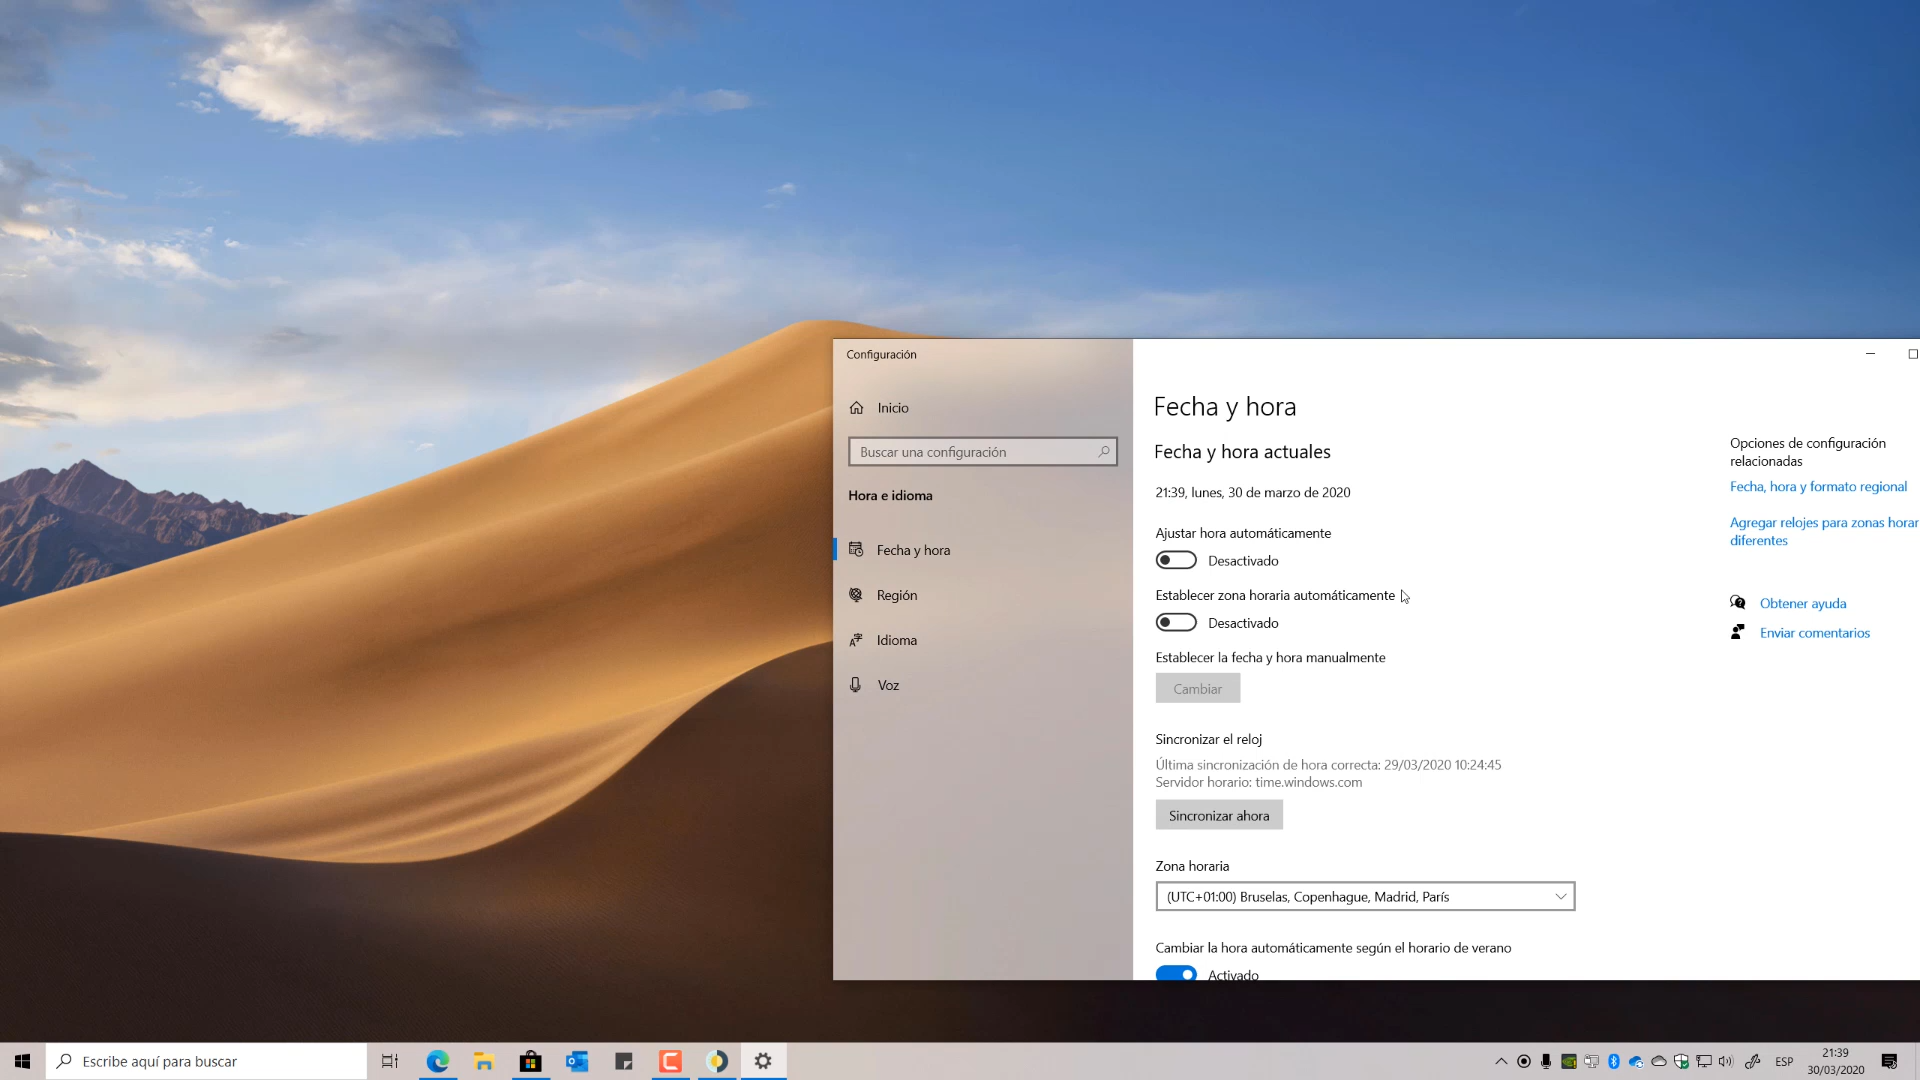 Configuración
Inicio
Buscar una configuración
Hora e idioma
Fecha y hora
Región
Idioma
Voz
Fecha y hora
Fecha y hora actuales
21:39, lunes, 30 de marzo de 2020
Ajustar hora automáticamente
Desactivado
Establecer zona horaria automáticamente
Desactivado
Establecer la fecha y hora manualmente
Cambiar
Sincronizar el reloj
Última sincronización de hora correcta: 29/03/2020 10:24:45
Servidor horario: time.windows.com
Sincronizar ahora
Zona horaria
(UTC+01:00) Bruselas, Copenhague, Madrid, París
Cambiar la hora automáticamente según el horario de verano
Activado
Opciones de configuración
relacionadas
Fecha, hora y formato regional
Agregar relojes para zonas horar
diferentes
Obtener ayuda
Enviar comentarios
Escribe aquí para buscar
ESP
21:39
30/03/2020